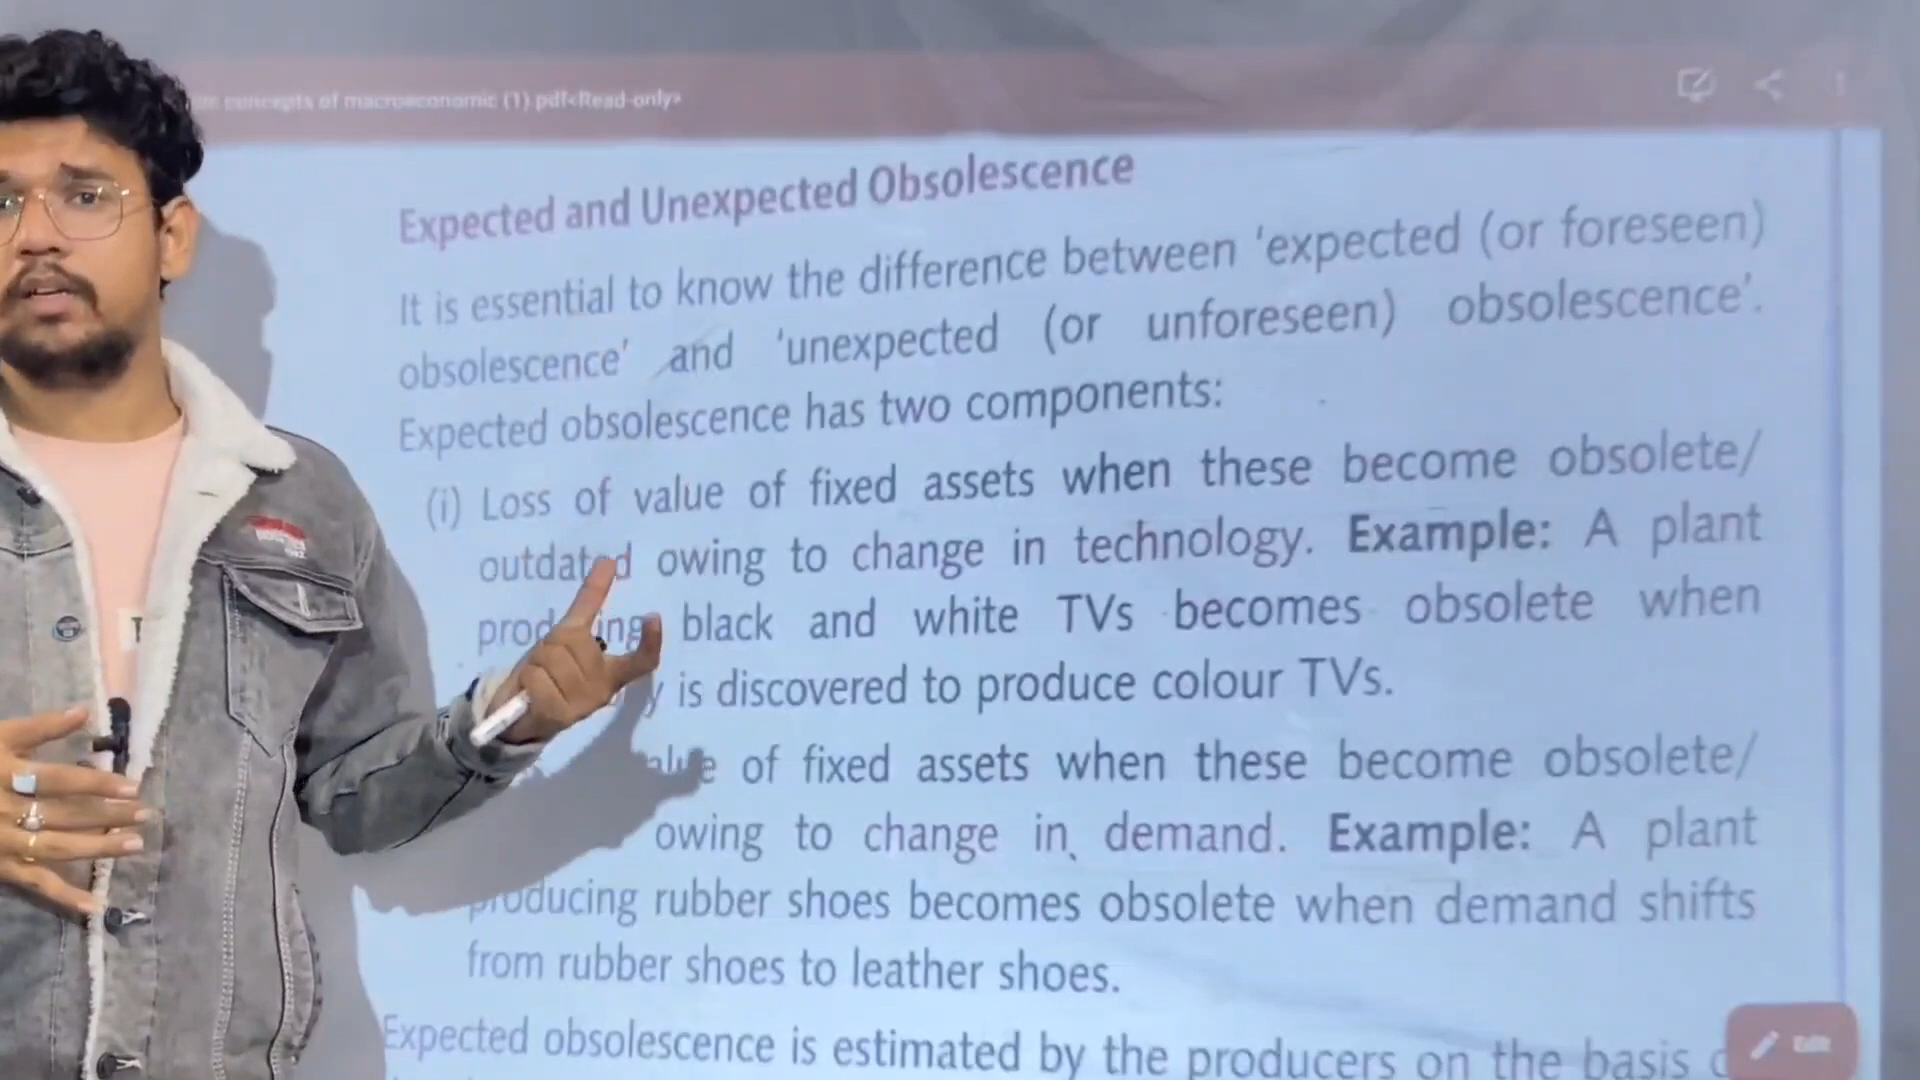 concepts of macroeconomic (1).pdf<Read-only>
Expected and Unexpected Obsolescence
It is essential to know the difference between 'expected (or foreseen)
obsolescence' and 'unexpected (or unforeseen) obsolescence'.
Expected obsolescence has two components:
(i) Loss of value of fixed assets when these become obsolete/
outdated owing to change in technology. Example: A plant
producing black and white TVs becomes obsolete when
is discovered to produce colour TVs.
of fixed assets when these become obsolete/
owing to change in demand. Example: A plant
producing rubber shoes becomes obsolete when demand shifts
from rubber shoes to leather shoes.
Expected obsolescence is estimated by the producers on the basis
Edit